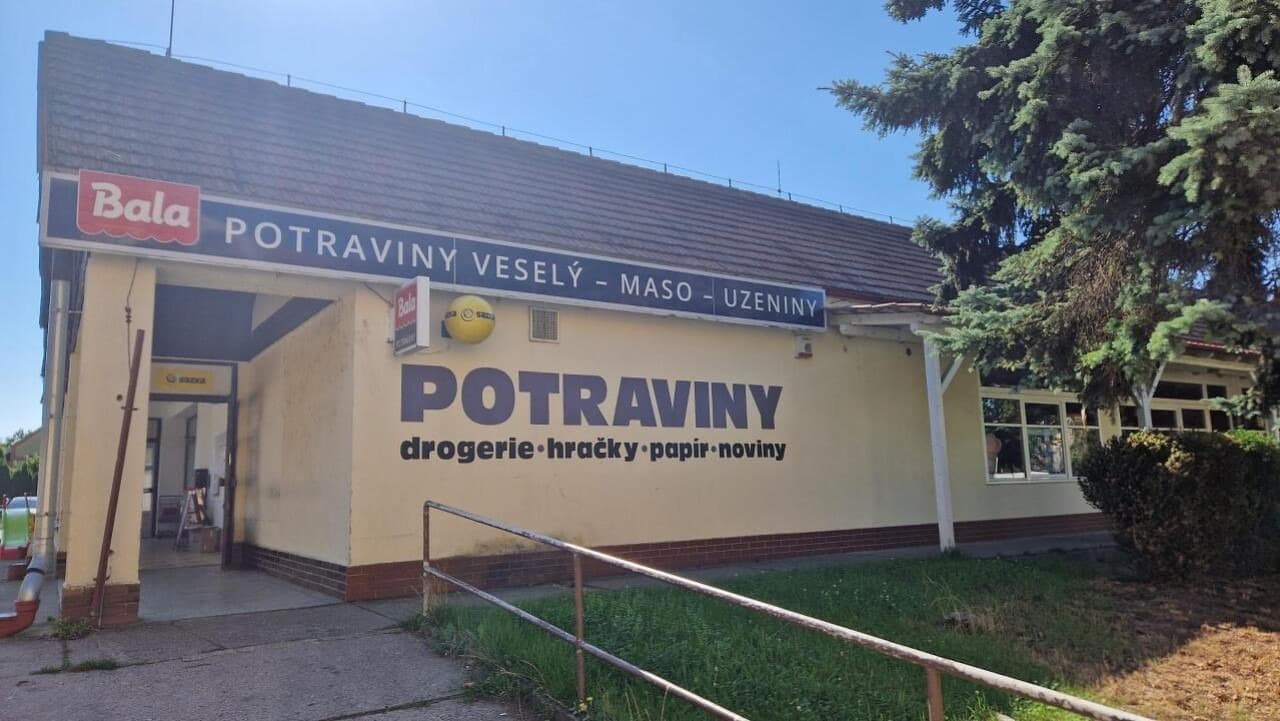 Bala
POTRAVINY VESELÝ – MASO – UZENINY
Bala
POTRAVINY
drogerie•hračky•papír•noviny